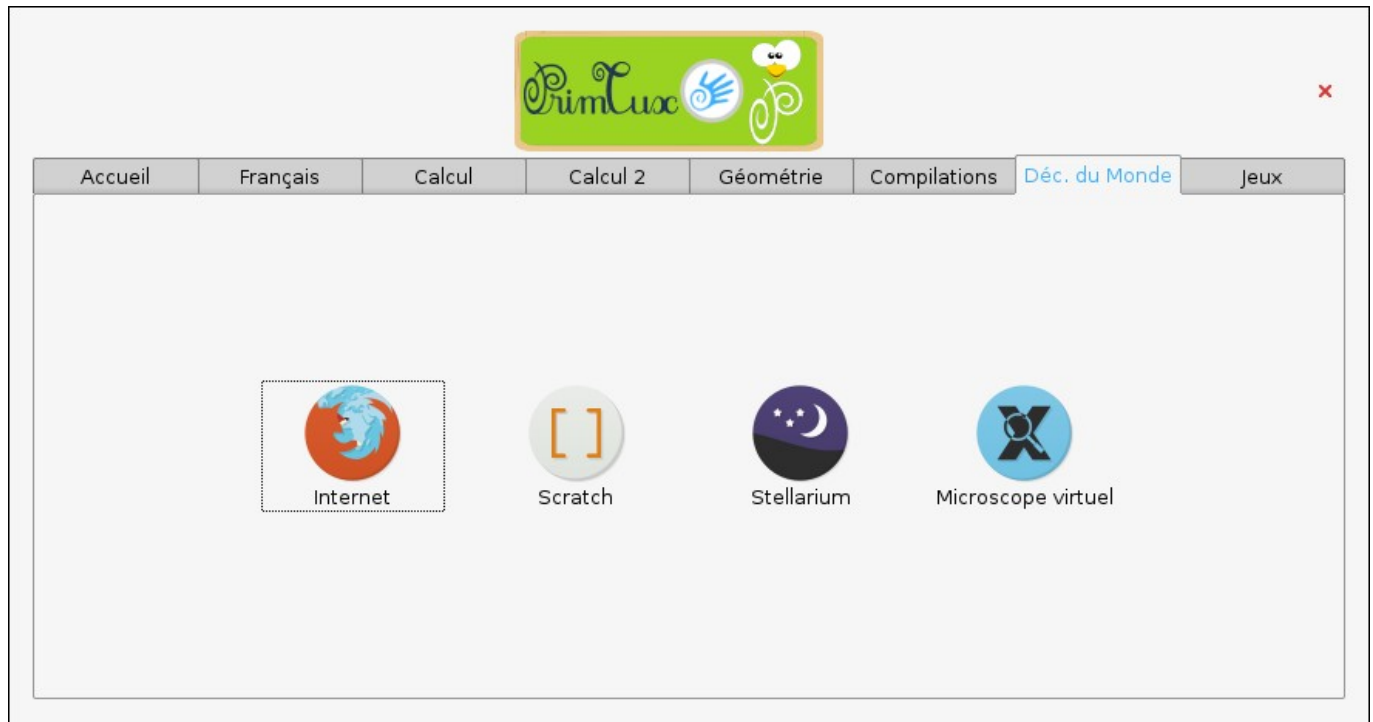 PrimTux
Accueil Français Calcul Calcul 2 Géométrie Compilations Déc. du Monde Jeux
Internet Scratch Stellarium Microscope virtuel